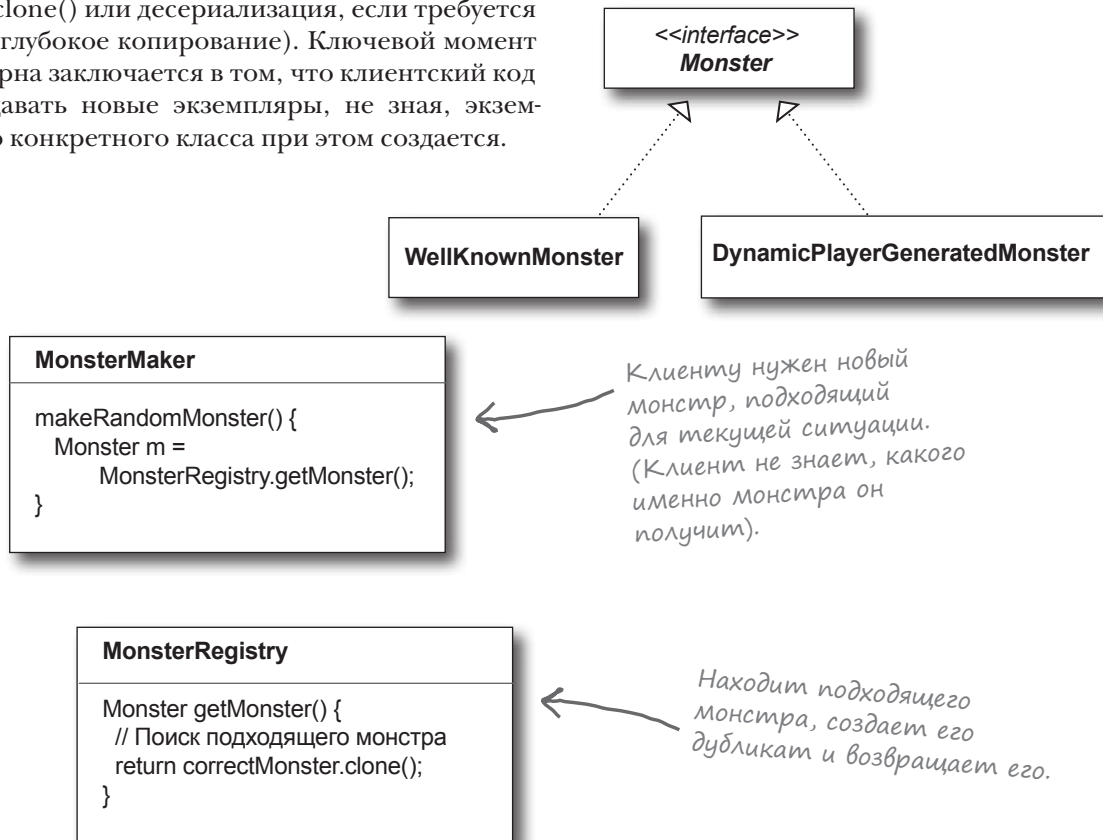 clone() или десериализация, если требуется
глубокое копирование). Ключевой момент
заключается в том, что клиентский код
новые экземпляры, не зная, экзем-
конкретного класса при этом создается.
<<interface>>
Monster
WellKnownMonster
DynamicPlayerGeneratedMonster
MonsterMaker
makeRandomMonster() {
Monster m =
MonsterRegistry.getMonster();
}
Клиенту нужен новый
монстр, подходящий
для текущей ситуации.
(Клиент не знает, какого
именно монстра он
получит).
MonsterRegistry
Monster getMonster() {
// Поиск подходящего монстра
return correctMonster.clone();
}
Находит подходящего
монстра, создает его
дубликат и возвращает его.